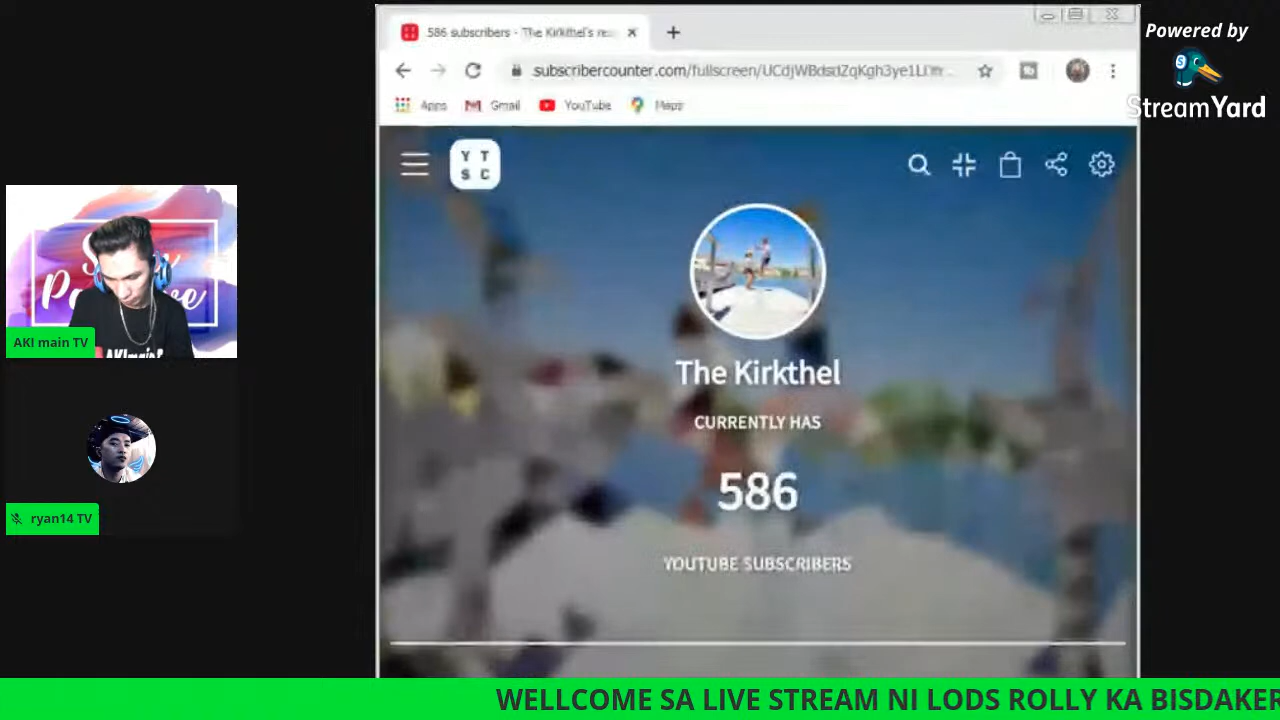 586 subscribers - The Kirkthel's re...
Powered by
StreamYard
subscribercounter.com/fullscreen/
Apps
Gmail
YouTube
Maps
Y T
S C
The Kirkthel
CURRENTLY HAS
586
YOUTUBE SUBSCRIBERS
AKI main TV
ryan14 TV
WELLCOME SA LIVE STREAM NI LODS ROLLY KA BISDAKER